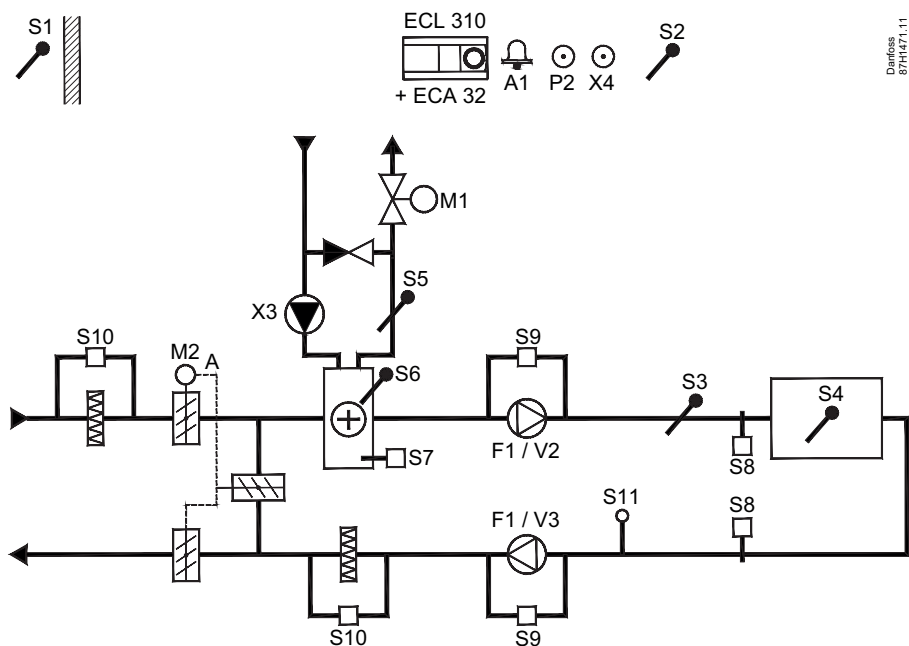 S1
ECL 310
+ ECA 32
A1
P2
X4
S2
Danfoss
87H1471.11
M1
S5
X3
S10
M2
A
S6
S9
S3
S4
F1 / V2
S7
S8
S11
S8
F1 / V3
S10
S9